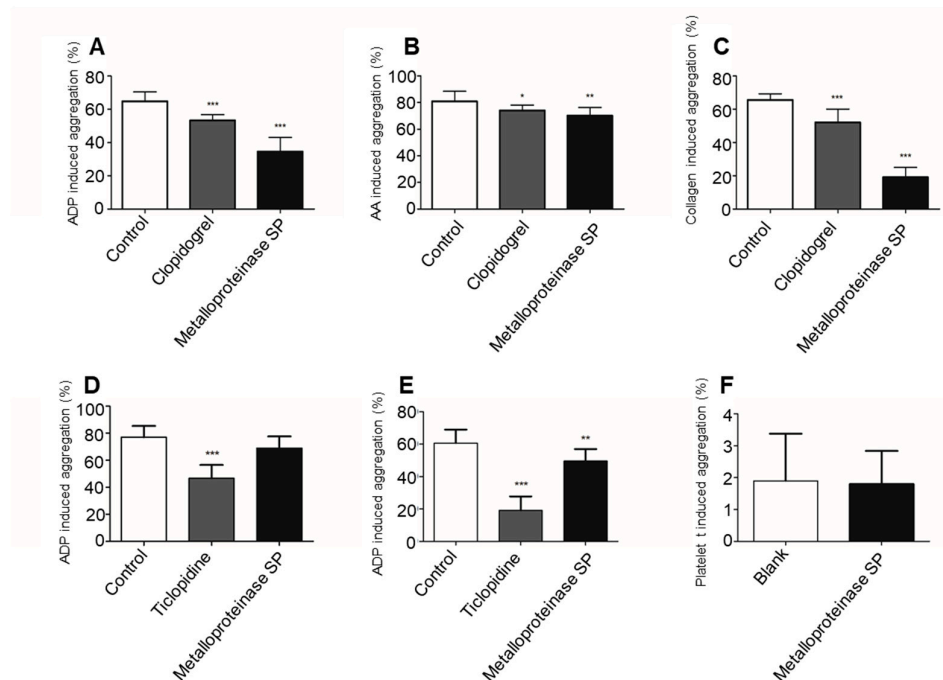 A
ADP induced aggregation (%)
80
60
40
20
0
***
***
Control
Clopidogrel
Metalloproteinase SP
B
AA induced aggregation (%)
100
80
60
40
20
0
*
**
Control
Clopidogrel
Metalloproteinase SP
C
Collagen induced aggregation (%)
80
60
40
20
0
***
***
Control
Clopidogrel
Metalloproteinase SP
D
ADP induced aggregation (%)
100
80
60
40
20
0
***
Control
Ticlopidine
Metalloproteinase SP
E
ADP induced aggregation (%)
80
60
40
20
0
***
**
Control
Ticlopidine
Metalloproteinase SP
F
Platelet t induced aggregation (%)
4
3
2
1
0
Blank
Metalloproteinase SP